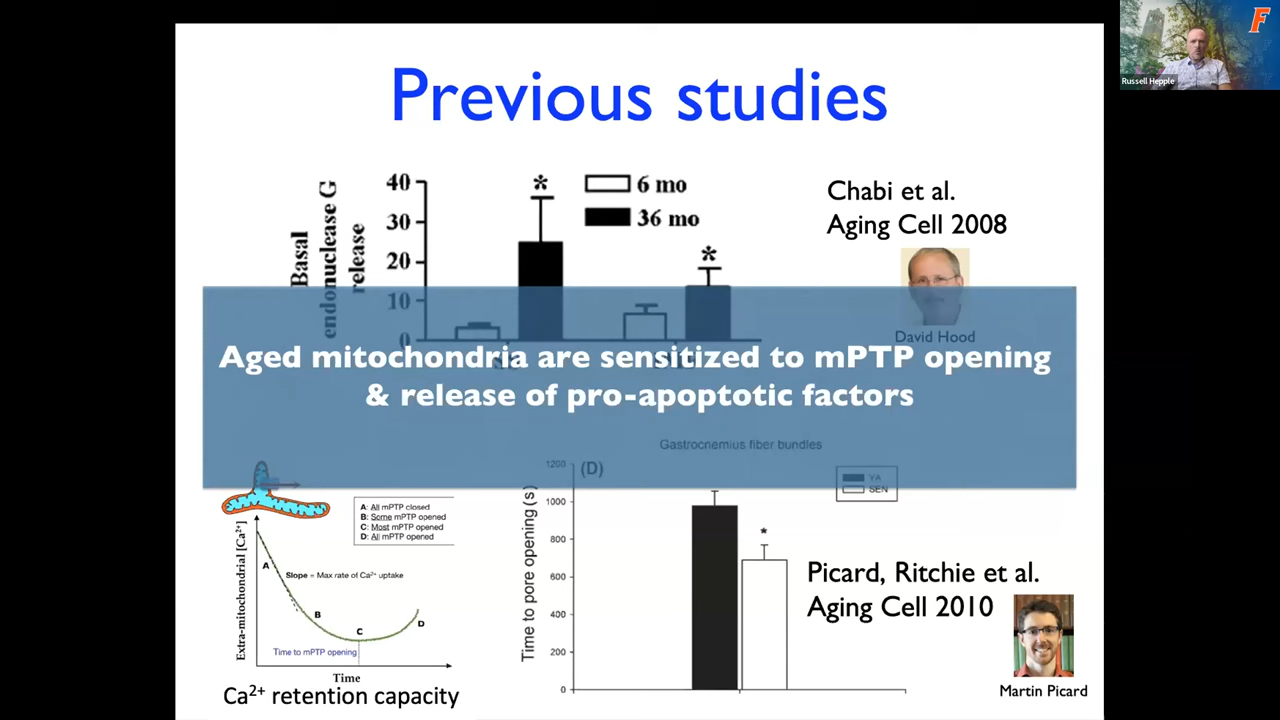 Previous studies
F
Russell Hepple
Basal
endonuclease G
release
40
30
20
10
0
*
*
6 mo
36 mo
Chabi et al.
Aging Cell 2008
David Hood
Aged mitochondria are sensitized to mPTP opening
& release of pro-apoptotic factors
Gastrocnemius fiber bundles
(D)
YA
SEN
Time to pore opening (s)
1200
1000
800
600
400
200
0
*
Picard, Ritchie et al.
Aging Cell 2010
Martin Picard
A: All mPTP closed
B: Some mPTP opened
C: Most mPTP opened
D: All mPTP opened
Extra-mitochondrial [Ca²⁺]
A
Slope = Max rate of Ca²⁺ uptake
B
C
D
Time to mPTP opening
Time
Ca²⁺ retention capacity